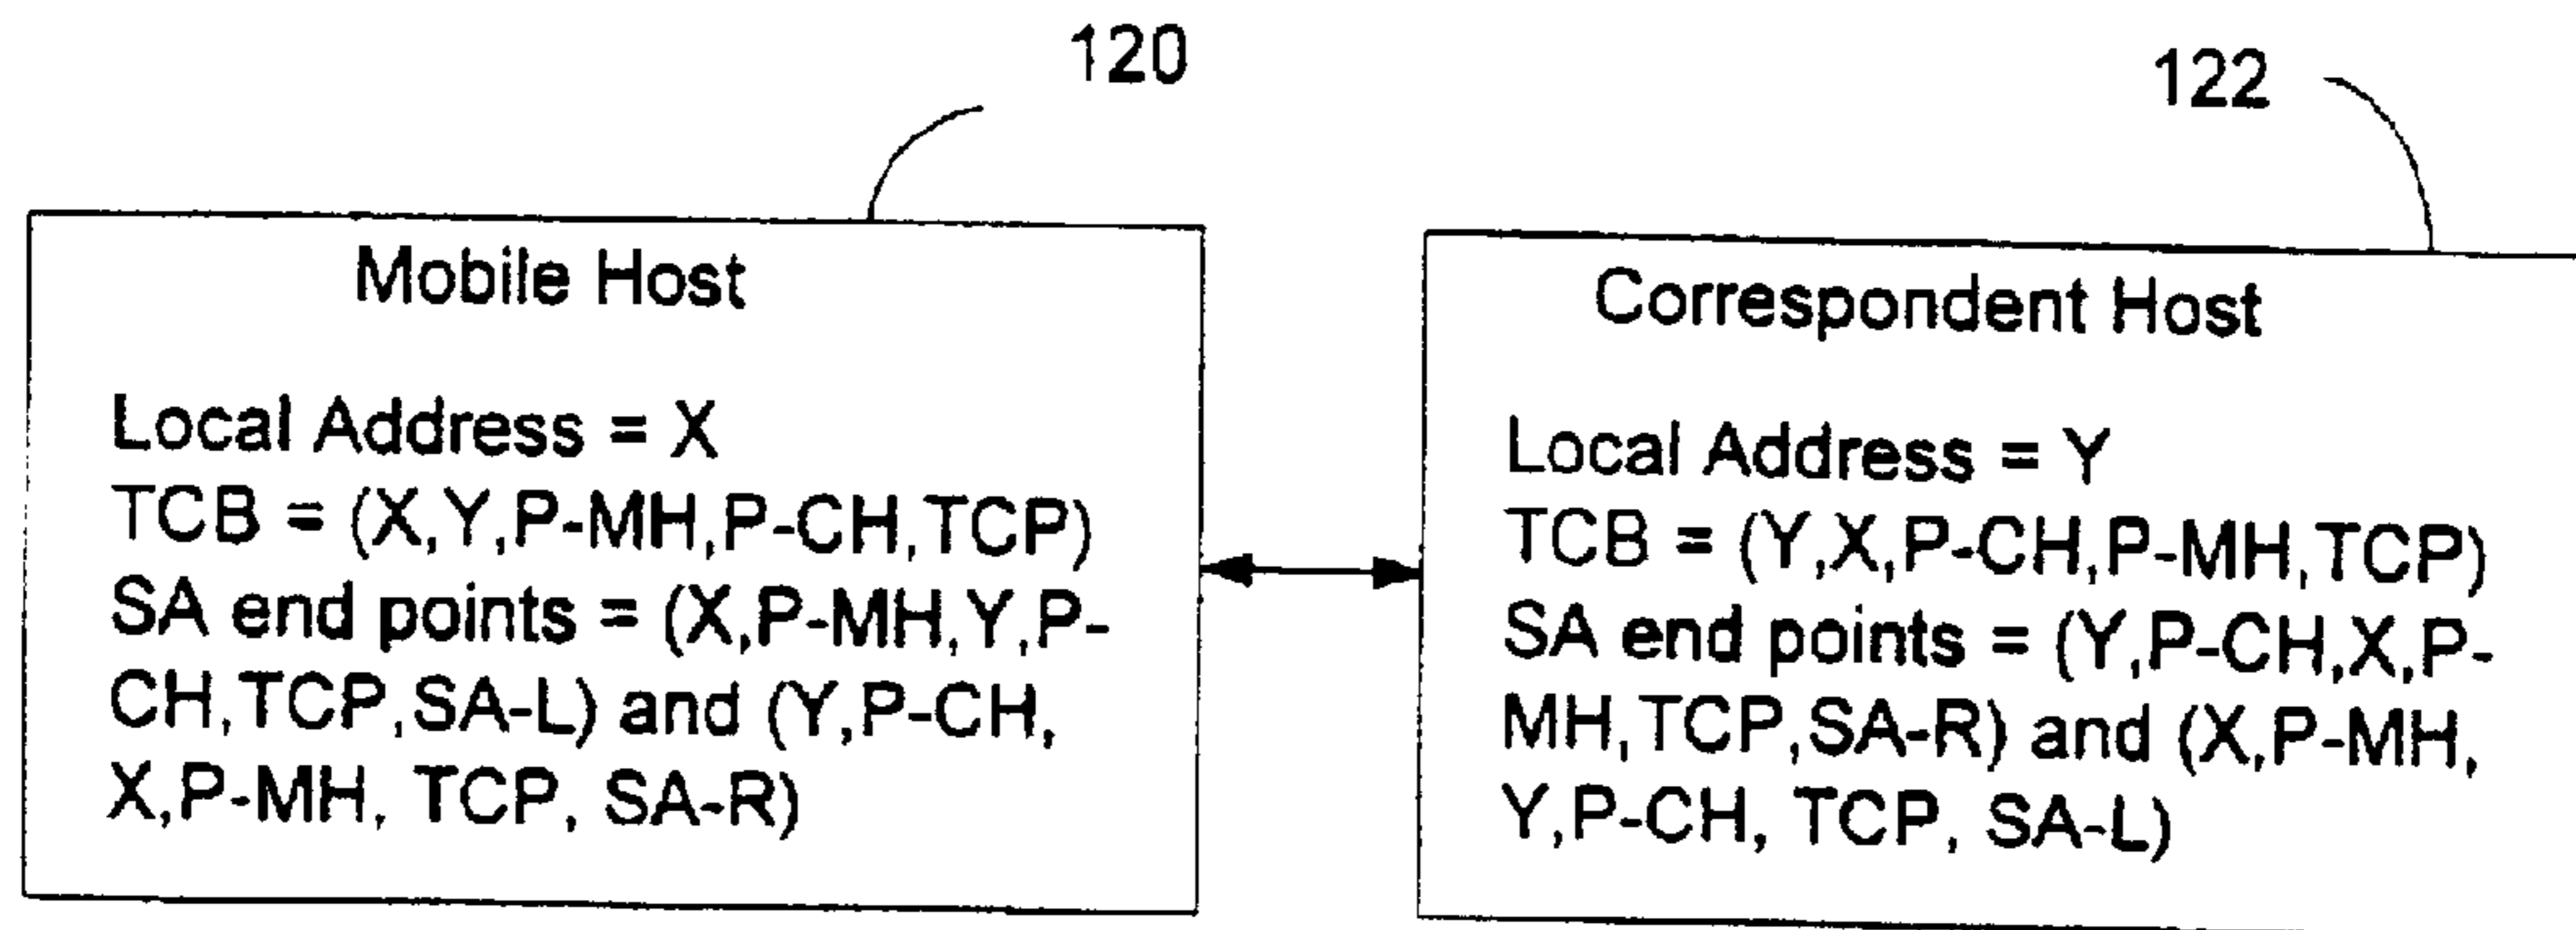 120
122
Mobile Host
Local Address = X
TCB = (X,Y,P-MH,P-CH,TCP)
SA end points = (X,P-MH,Y,P-
CH,TCP,SA-L) and (Y,P-CH,
X,P-MH, TCP, SA-R)
Correspondent Host
Local Address = Y
TCB = (Y,X,P-CH,P-MH,TCP)
SA end points = (Y,P-CH,X,P-
MH,TCP,SA-R) and (X,P-MH,
Y,P-CH, TCP, SA-L)